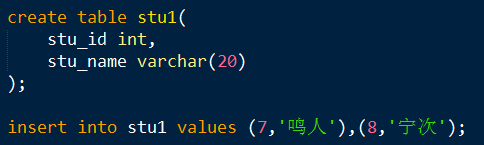 create table stu1(
    stu_id int,
    stu_name varchar(20)
);
insert into stu1 values (7,'鸣人'),(8,'宁次');